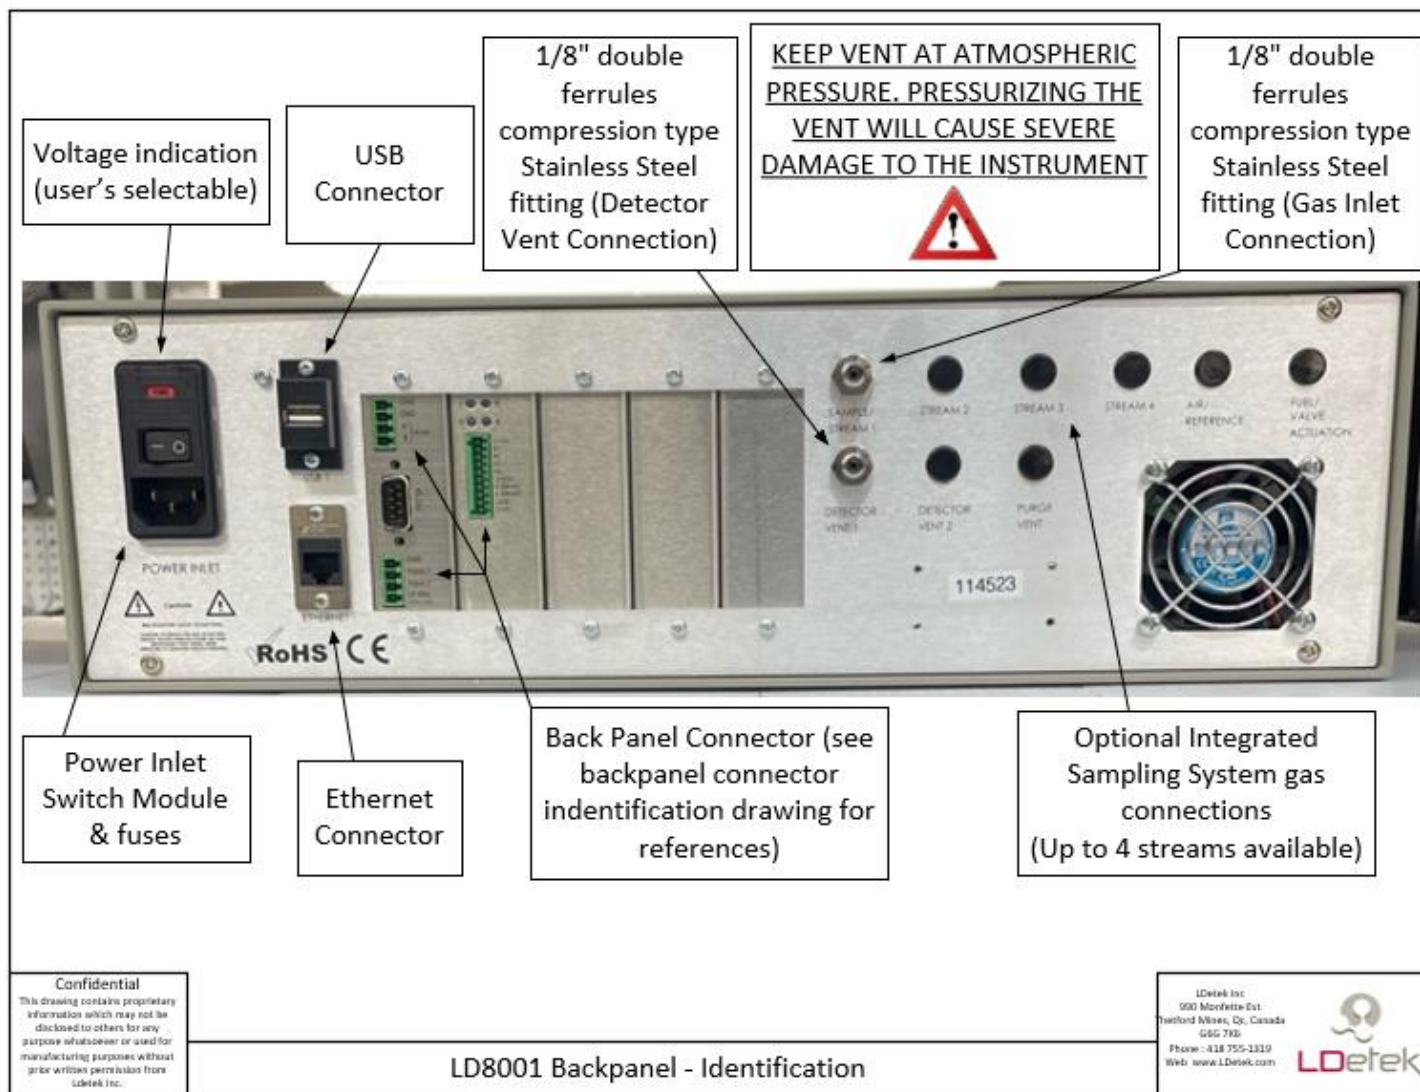 1/8" double
ferrules
compression type
Stainless Steel
fitting (Detector
Vent Connection)
KEEP VENT AT ATMOSPHERIC
PRESSURE. PRESSURIZING THE
VENT WILL CAUSE SEVERE
DAMAGE TO THE INSTRUMENT
1/8" double
ferrules
compression type
Stainless Steel
fitting (Gas Inlet
Connection)
Voltage indication
(user's selectable)
USB
Connector
SAMPLE/
STREAM 1
STREAM 2
STREAM 3
STREAM 4
AIR/
REFERENCE
FUEL/
VALVE
ACTUATION
USB 1
DETECTOR
VENT 1
DETECTOR
VENT 2
PURGE
VENT
POWER INLET
ETHERNET
114523
RoHS CE
Power Inlet
Switch Module
& fuses
Ethernet
Connector
Back Panel Connector (see
backpanel connector
indentification drawing for
references)
Optional Integrated
Sampling System gas
connections
(Up to 4 streams available)
Confidential
This drawing contains proprietary
information which may not be
disclosed to others for any
purpose whatsoever or used for
manufacturing purposes without
prior written permission from
Ldetek Inc.
LD8001 Backpanel - Identification
LDetek Inc
990 Monfette Est
Thetford Mines, Qc, Canada
G6G 7K6
Phone : 418 755-1319
Web: www.LDetek.com
LDetek